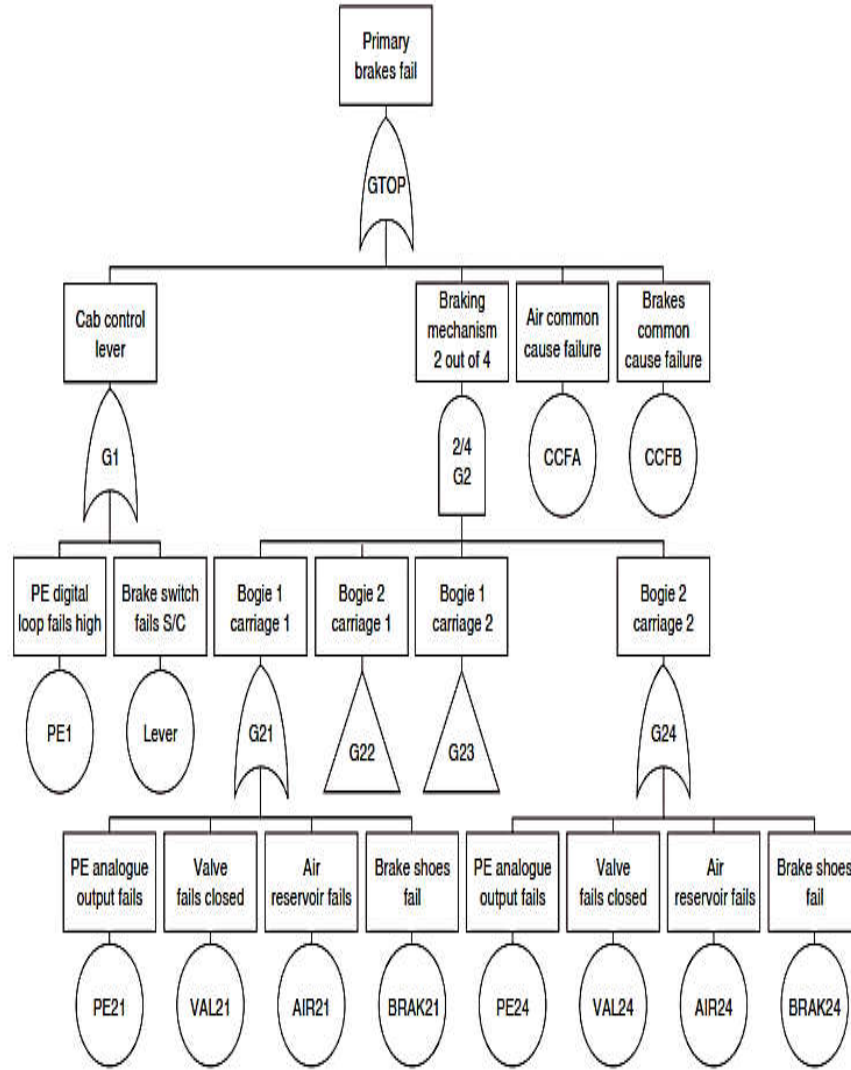 Primary
brakes fail
GTOP
Cab control
lever
Braking
mechanism
2 out of 4
Air common
cause failure
Brakes
common
cause failure
G1
2/4
G2
CCFA
CCFB
PE digital
loop fails high
Brake switch
fails S/C
Bogie 1
carriage 1
Bogie 2
carriage 1
Bogie 1
carriage 2
Bogie 2
carriage 2
PE1
Lever
G21
G22
G23
G24
PE analogue
output fails
Valve
fails closed
Air
reservoir fails
Brake shoes
fail
PE analogue
output fails
Valve
fails closed
Air
reservoir fails
Brake shoes
fail
PE21
VAL21
AIR21
BRAK21
PE24
VAL24
AIR24
BRAK24